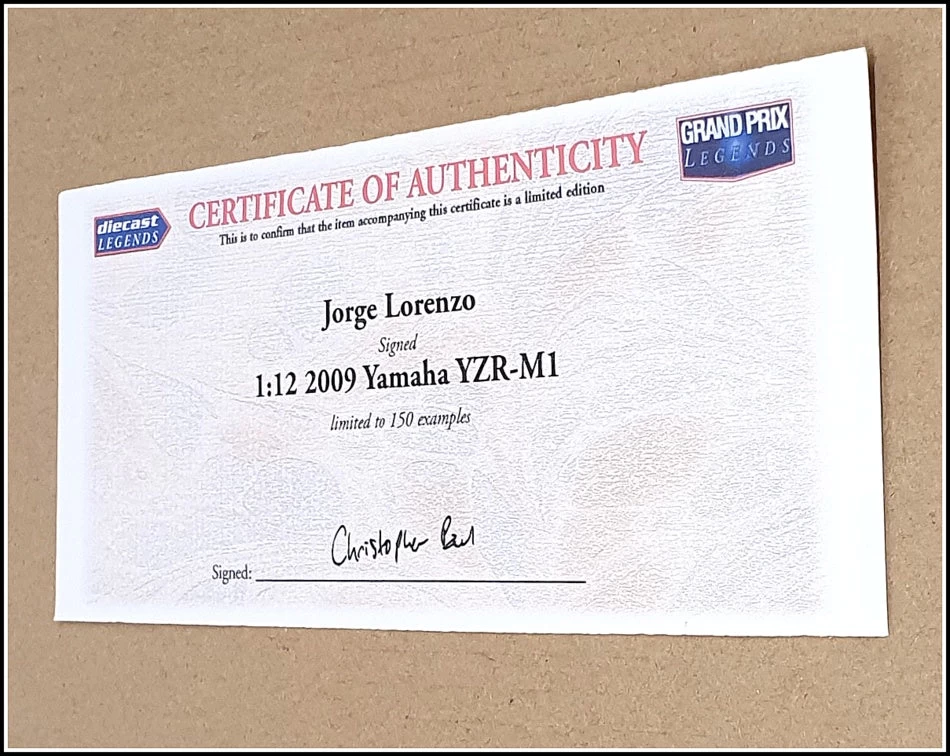 diecast
LEGENDS
CERTIFICATE OF AUTHENTICITY
GRAND PRIX
LEGENDS
This is to confirm that the item accompanying this certificate is a limited edition
Jorge Lorenzo
Signed
1:12 2009 Yamaha YZR-M1
limited to 150 examples
Christopher Paul
Signed: